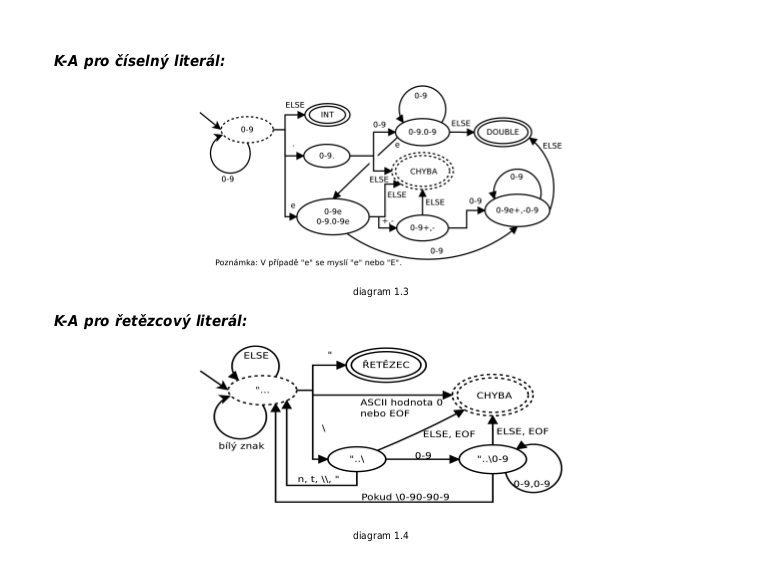 K-A pro číselný literál:
0-9
ELSE
INT
0-9
.
0-9.
e
0-9e
0-9.0-9e
0-9
0-9
0-9.0-9
e
ELSE
DOUBLE
ELSE
ELSE
CHYBA
ELSE
ELSE
+,-
0-9+,-
0-9
0-9
0-9e+,-0-9
0-9
Poznámka: V případě "e" se myslí "e" nebo "E".
diagram 1.3
K-A pro řetězcový literál:
ELSE
"...
bílý znak
"
ŘETĚZEC
ASCII hodnota 0
nebo EOF
CHYBA
\
ELSE, EOF
ELSE, EOF
"..\
0-9
"..\0-9
n, t, \\, "
0-9,0-9
Pokud \0-90-90-9
diagram 1.4